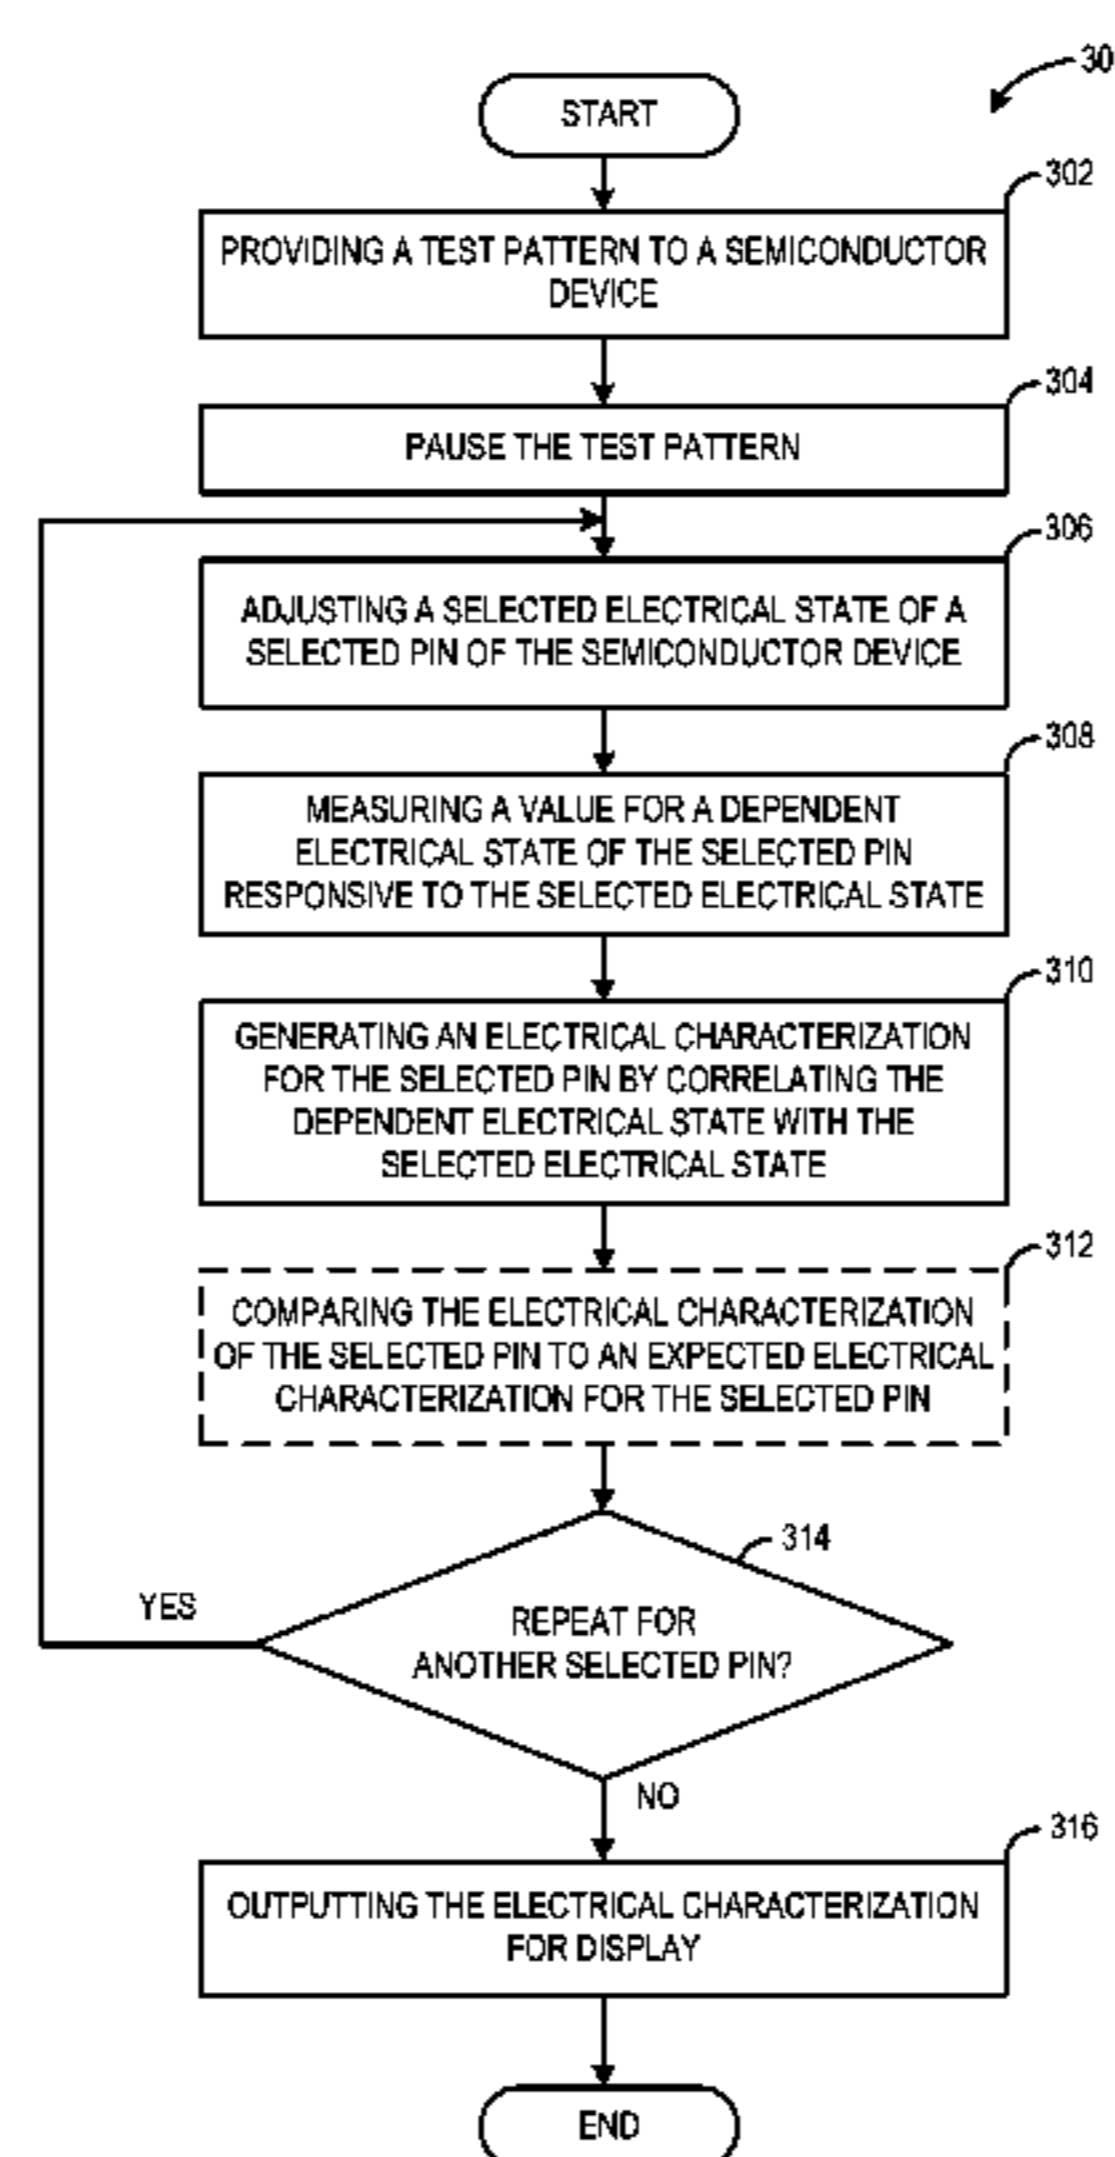 30
START
302
PROVIDING A TEST PATTERN TO A SEMICONDUCTOR
DEVICE
304
PAUSE THE TEST PATTERN
306
ADJUSTING A SELECTED ELECTRICAL STATE OF A
SELECTED PIN OF THE SEMICONDUCTOR DEVICE
308
MEASURING A VALUE FOR A DEPENDENT
ELECTRICAL STATE OF THE SELECTED PIN
RESPONSIVE TO THE SELECTED ELECTRICAL STATE
310
GENERATING AN ELECTRICAL CHARACTERIZATION
FOR THE SELECTED PIN BY CORRELATING THE
DEPENDENT ELECTRICAL STATE WITH THE
SELECTED ELECTRICAL STATE
312
COMPARING THE ELECTRICAL CHARACTERIZATION
OF THE SELECTED PIN TO AN EXPECTED ELECTRICAL
CHARACTERIZATION FOR THE SELECTED PIN
314
YES
REPEAT FOR
ANOTHER SELECTED PIN?
NO
316
OUTPUTTING THE ELECTRICAL CHARACTERIZATION
FOR DISPLAY
END